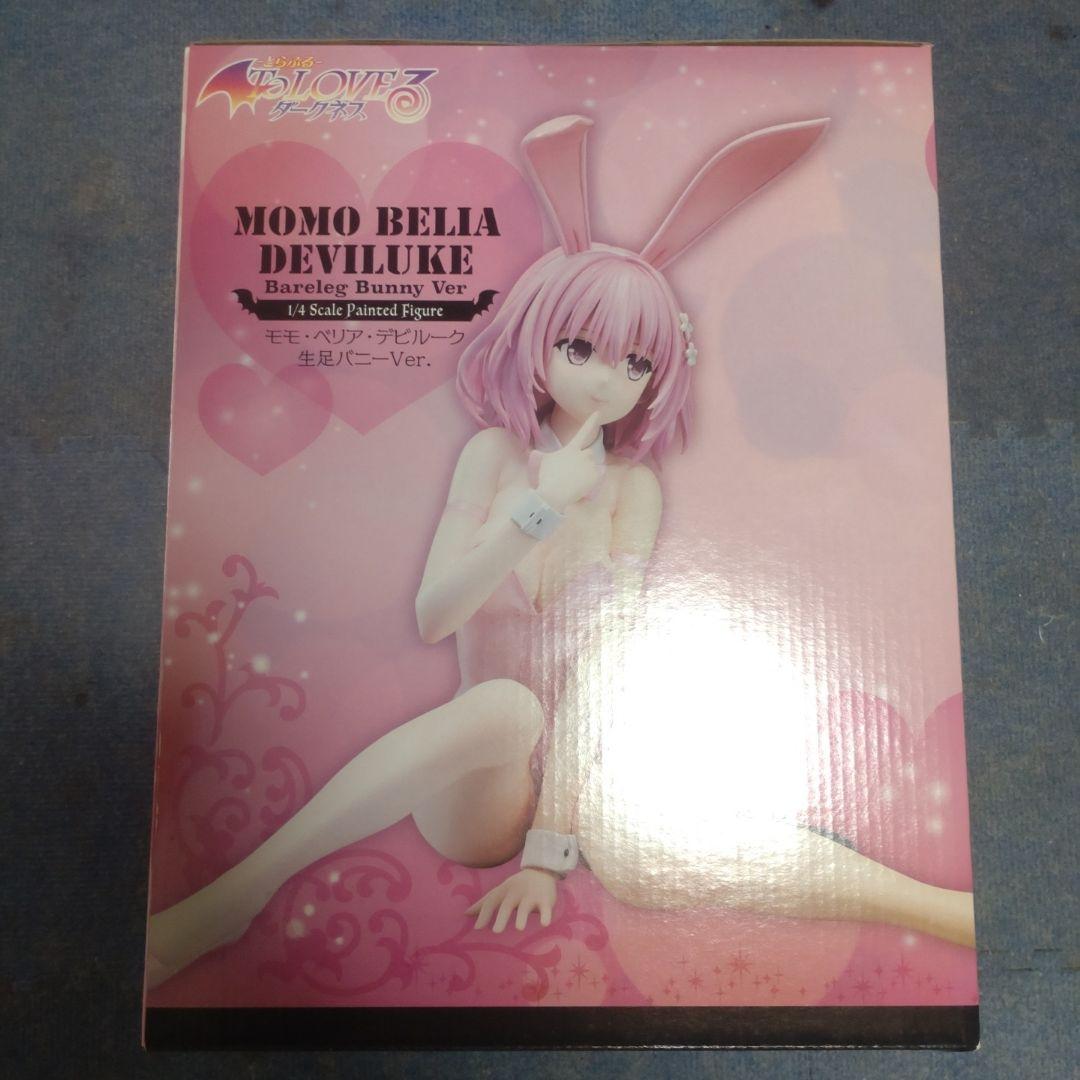 -とらぶる-
To LOVEる
ダークネス
MOMO BELIA
DEVILUKE
Bareleg Bunny Ver
1/4 Scale Painted Figure
モモ・ベリア・デビルーク
生足バニーVer.